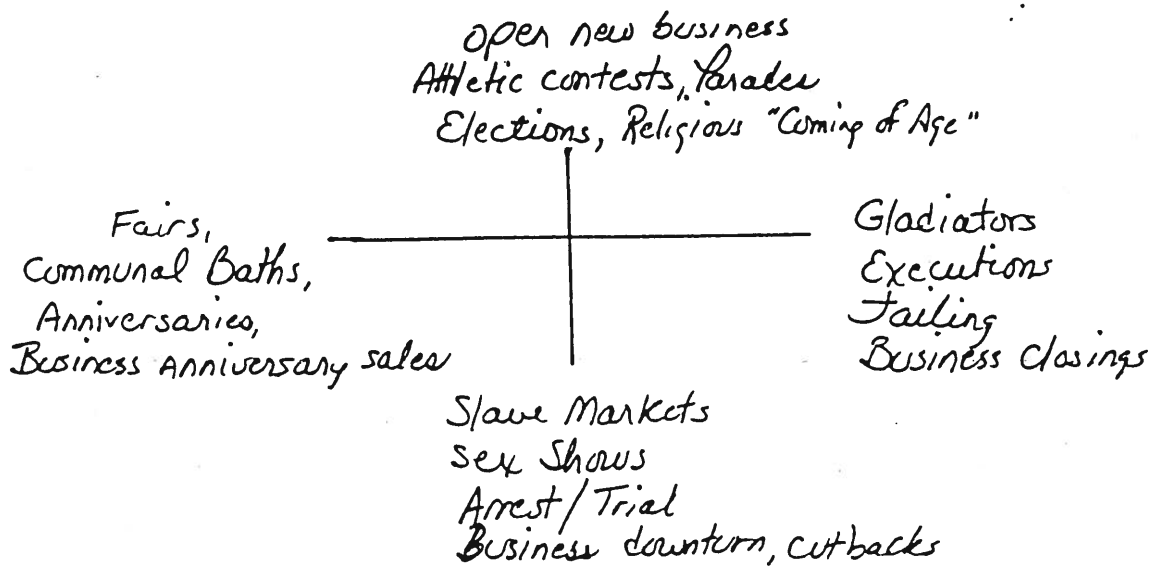 Open new business
Athletic contests, Parades
Elections, Religious "Coming of Age"
Fairs,
Communal Baths,
Anniversaries,
Business Anniversary sales
Gladiators
Executions
Jailing
Business Closings
Slave Markets
Sex Shows
Arrest/Trial
Business downturn, cutbacks